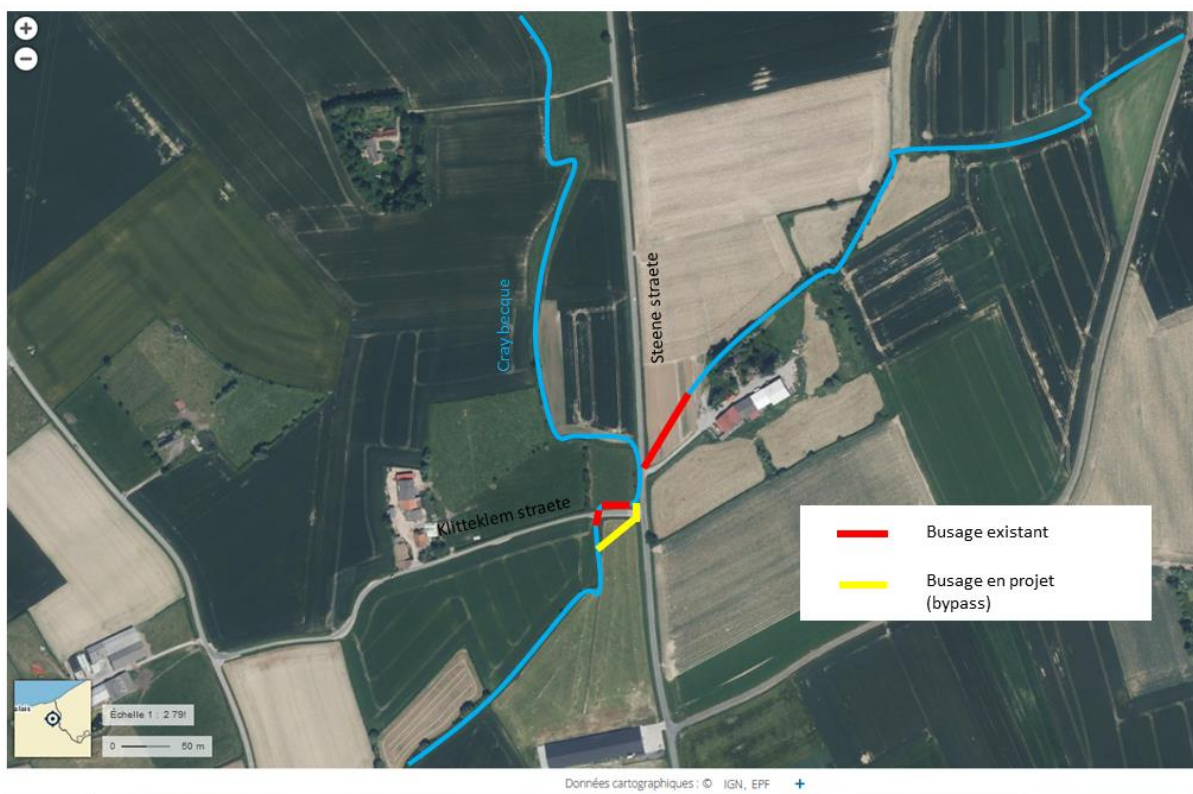 Cray becque
Steene straete
Klitteklem straete
Busage existant
Busage en projet
(bypass)
alais
Échelle 1 : 2 79!
0
50 m
Données cartographiques : © IGN, EPF +